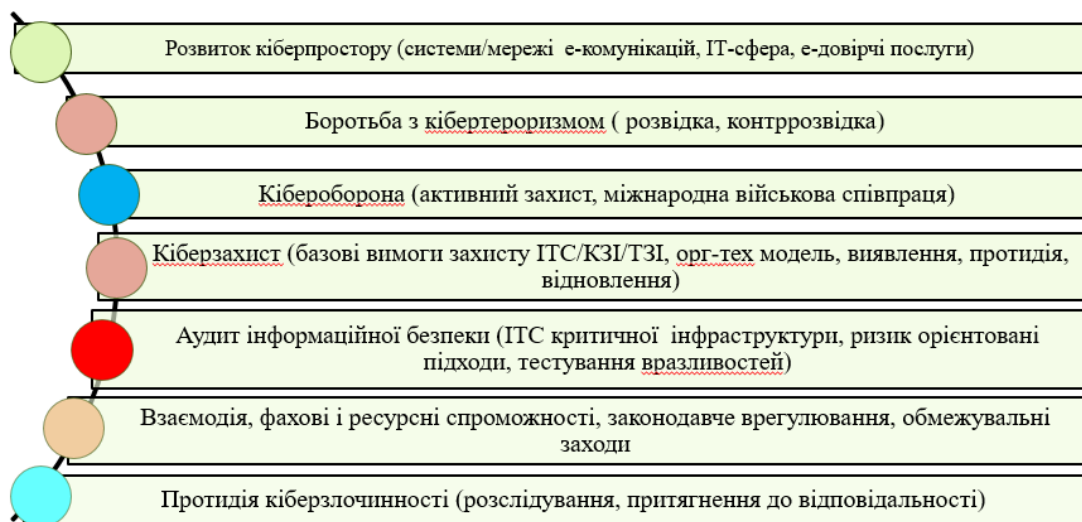 Розвиток кіберпростору (системи/мережі е-комунікацій, ІТ-сфера, е-довірчі послуги)
Боротьба з кібертероризмом ( розвідка, контррозвідка)
Кібероборона (активний захист, міжнародна військова співпраця)
Кіберзахист (базові вимоги захисту ІТС/КЗІ/ТЗІ, орг-тех модель, виявлення, протидія,
відновлення)
Аудит інформаційної безпеки (ІТС критичної інфраструктури, ризик орієнтовані
підходи, тестування вразливостей)
Взаємодія, фахові і ресурсні спроможності, законодавче врегулювання, обмежувальні
заходи
Протидія кіберзлочинності (розслідування, притягнення до відповідальності)